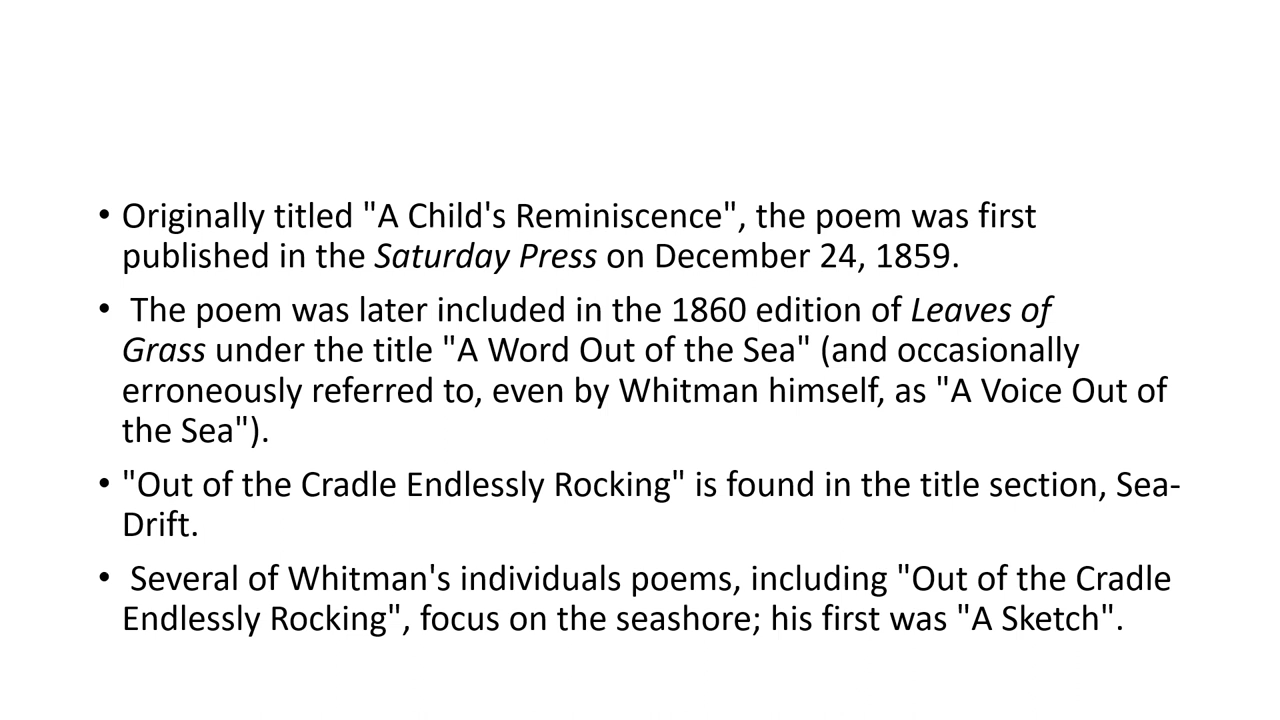 • Originally titled "A Child's Reminiscence", the poem was first
published in the Saturday Press on December 24, 1859.
• The poem was later included in the 1860 edition of Leaves of
Grass under the title "A Word Out of the Sea" (and occasionally
erroneously referred to, even by Whitman himself, as "A Voice Out of
the Sea").
• "Out of the Cradle Endlessly Rocking" is found in the title section, Sea-
Drift.
• Several of Whitman's individuals poems, including "Out of the Cradle
Endlessly Rocking", focus on the seashore; his first was "A Sketch".